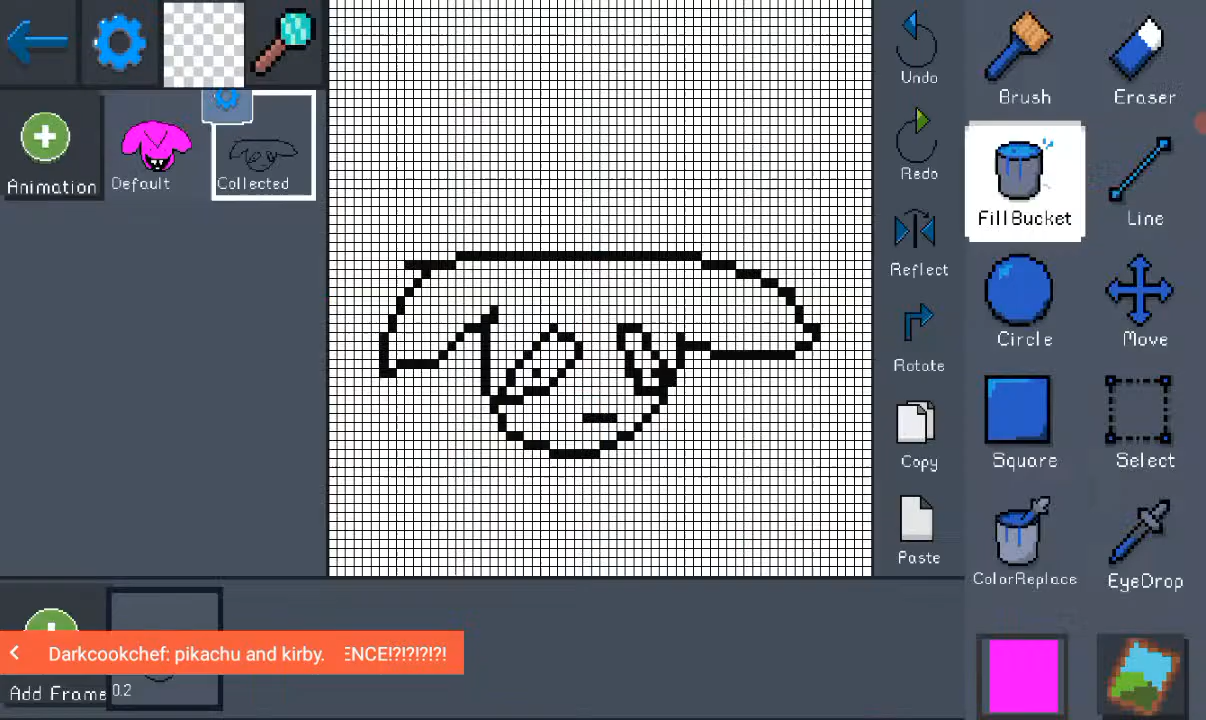 Animation
Default
Collected
Undo
Redo
Reflect
Rotate
Copy
Paste
Brush
Eraser
Fill Bucket
Line
Circle
Move
Square
Select
ColorReplace
EyeDrop
Darkcookchef: pikachu and kirby. ENCE!?!?!?!?!
Add Frame
0.2